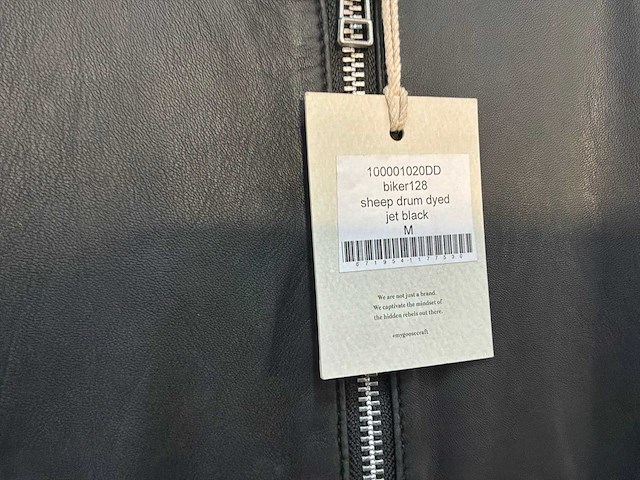 100001020DD
biker128
sheep drum dyed
jet black
M
We are not just a brand.
We captivate the mindset of
the hidden rebels out there.
#mygoosecraft